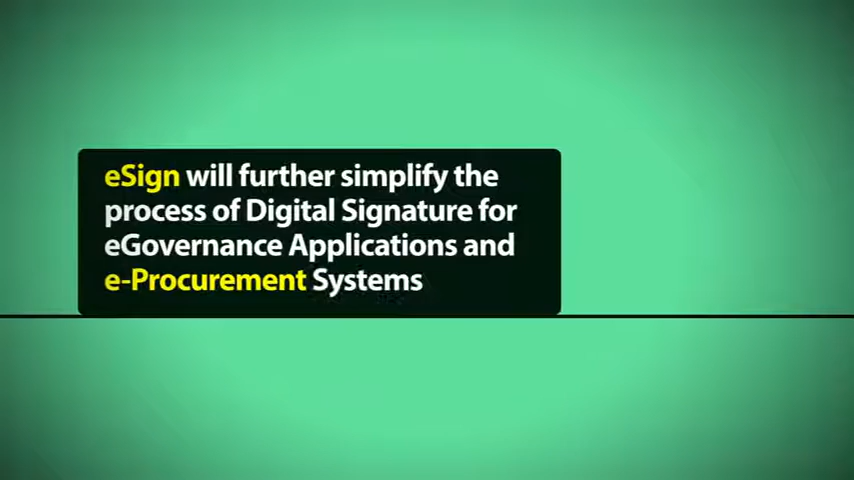 eSign will further simplify the
process of Digital Signature for
eGovernance Applications and
e-Procurement Systems